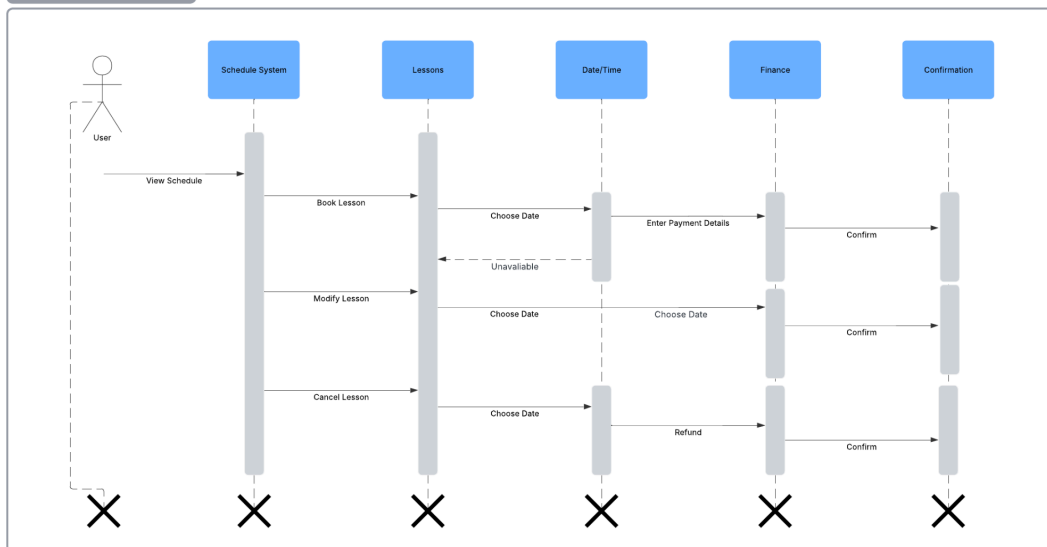 Schedule System
Lessons
Date/Time
Finance
Confirmation
User
View Schedule
Book Lesson
Choose Date
Enter Payment Details
Confirm
Unavaliable
Modify Lesson
Choose Date
Choose Date
Confirm
Cancel Lesson
Choose Date
Refund
Confirm